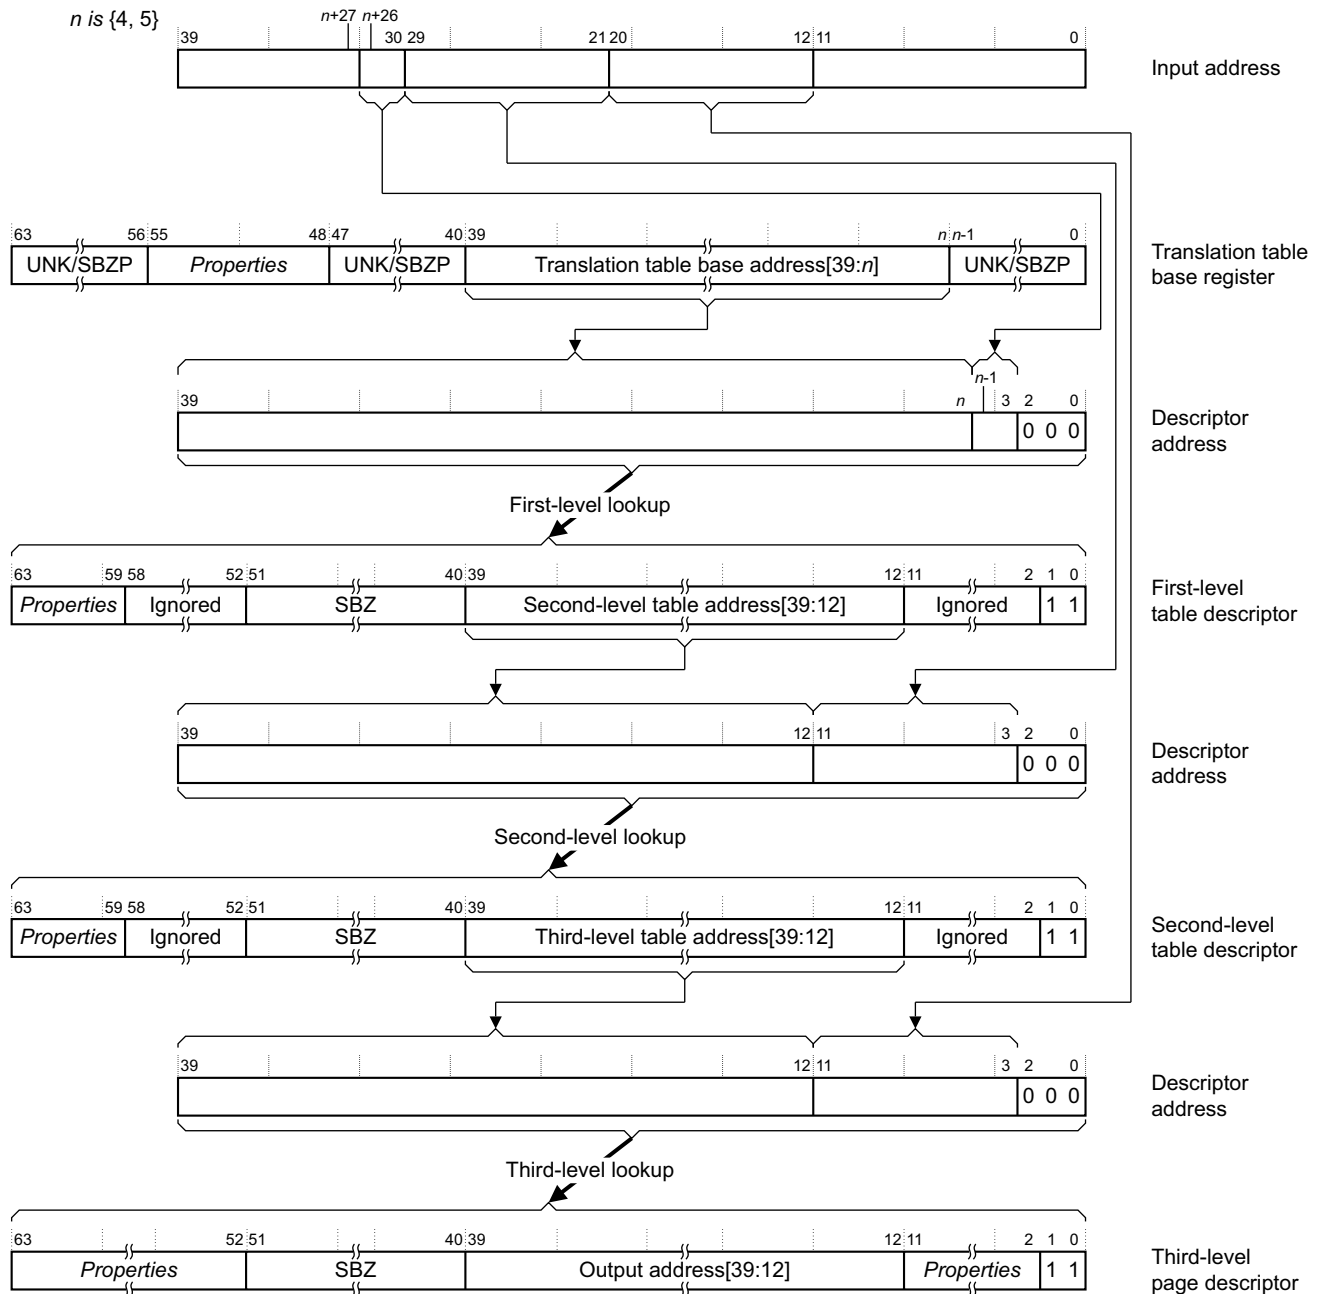 n is {4, 5}
n+27 n+26
39 30 29 21 20 12 11 0
Input address
63 56 55 48 47 40 39 n n-1 0
UNK/SBZP Properties UNK/SBZP Translation table base address[39:n] UNK/SBZP
Translation table
base register
n-1
39 n 3 2 0
0 0 0
Descriptor
address
First-level lookup
63 59 58 52 51 40 39 12 11 2 1 0
Properties Ignored SBZ Second-level table address[39:12] Ignored 1 1
First-level
table descriptor
39 12 11 3 2 0
0 0 0
Descriptor
address
Second-level lookup
63 59 58 52 51 40 39 12 11 2 1 0
Properties Ignored SBZ Third-level table address[39:12] Ignored 1 1
Second-level
table descriptor
39 12 11 3 2 0
0 0 0
Descriptor
address
Third-level lookup
63 52 51 40 39 12 11 2 1 0
Properties SBZ Output address[39:12] Properties 1 1
Third-level
page descriptor